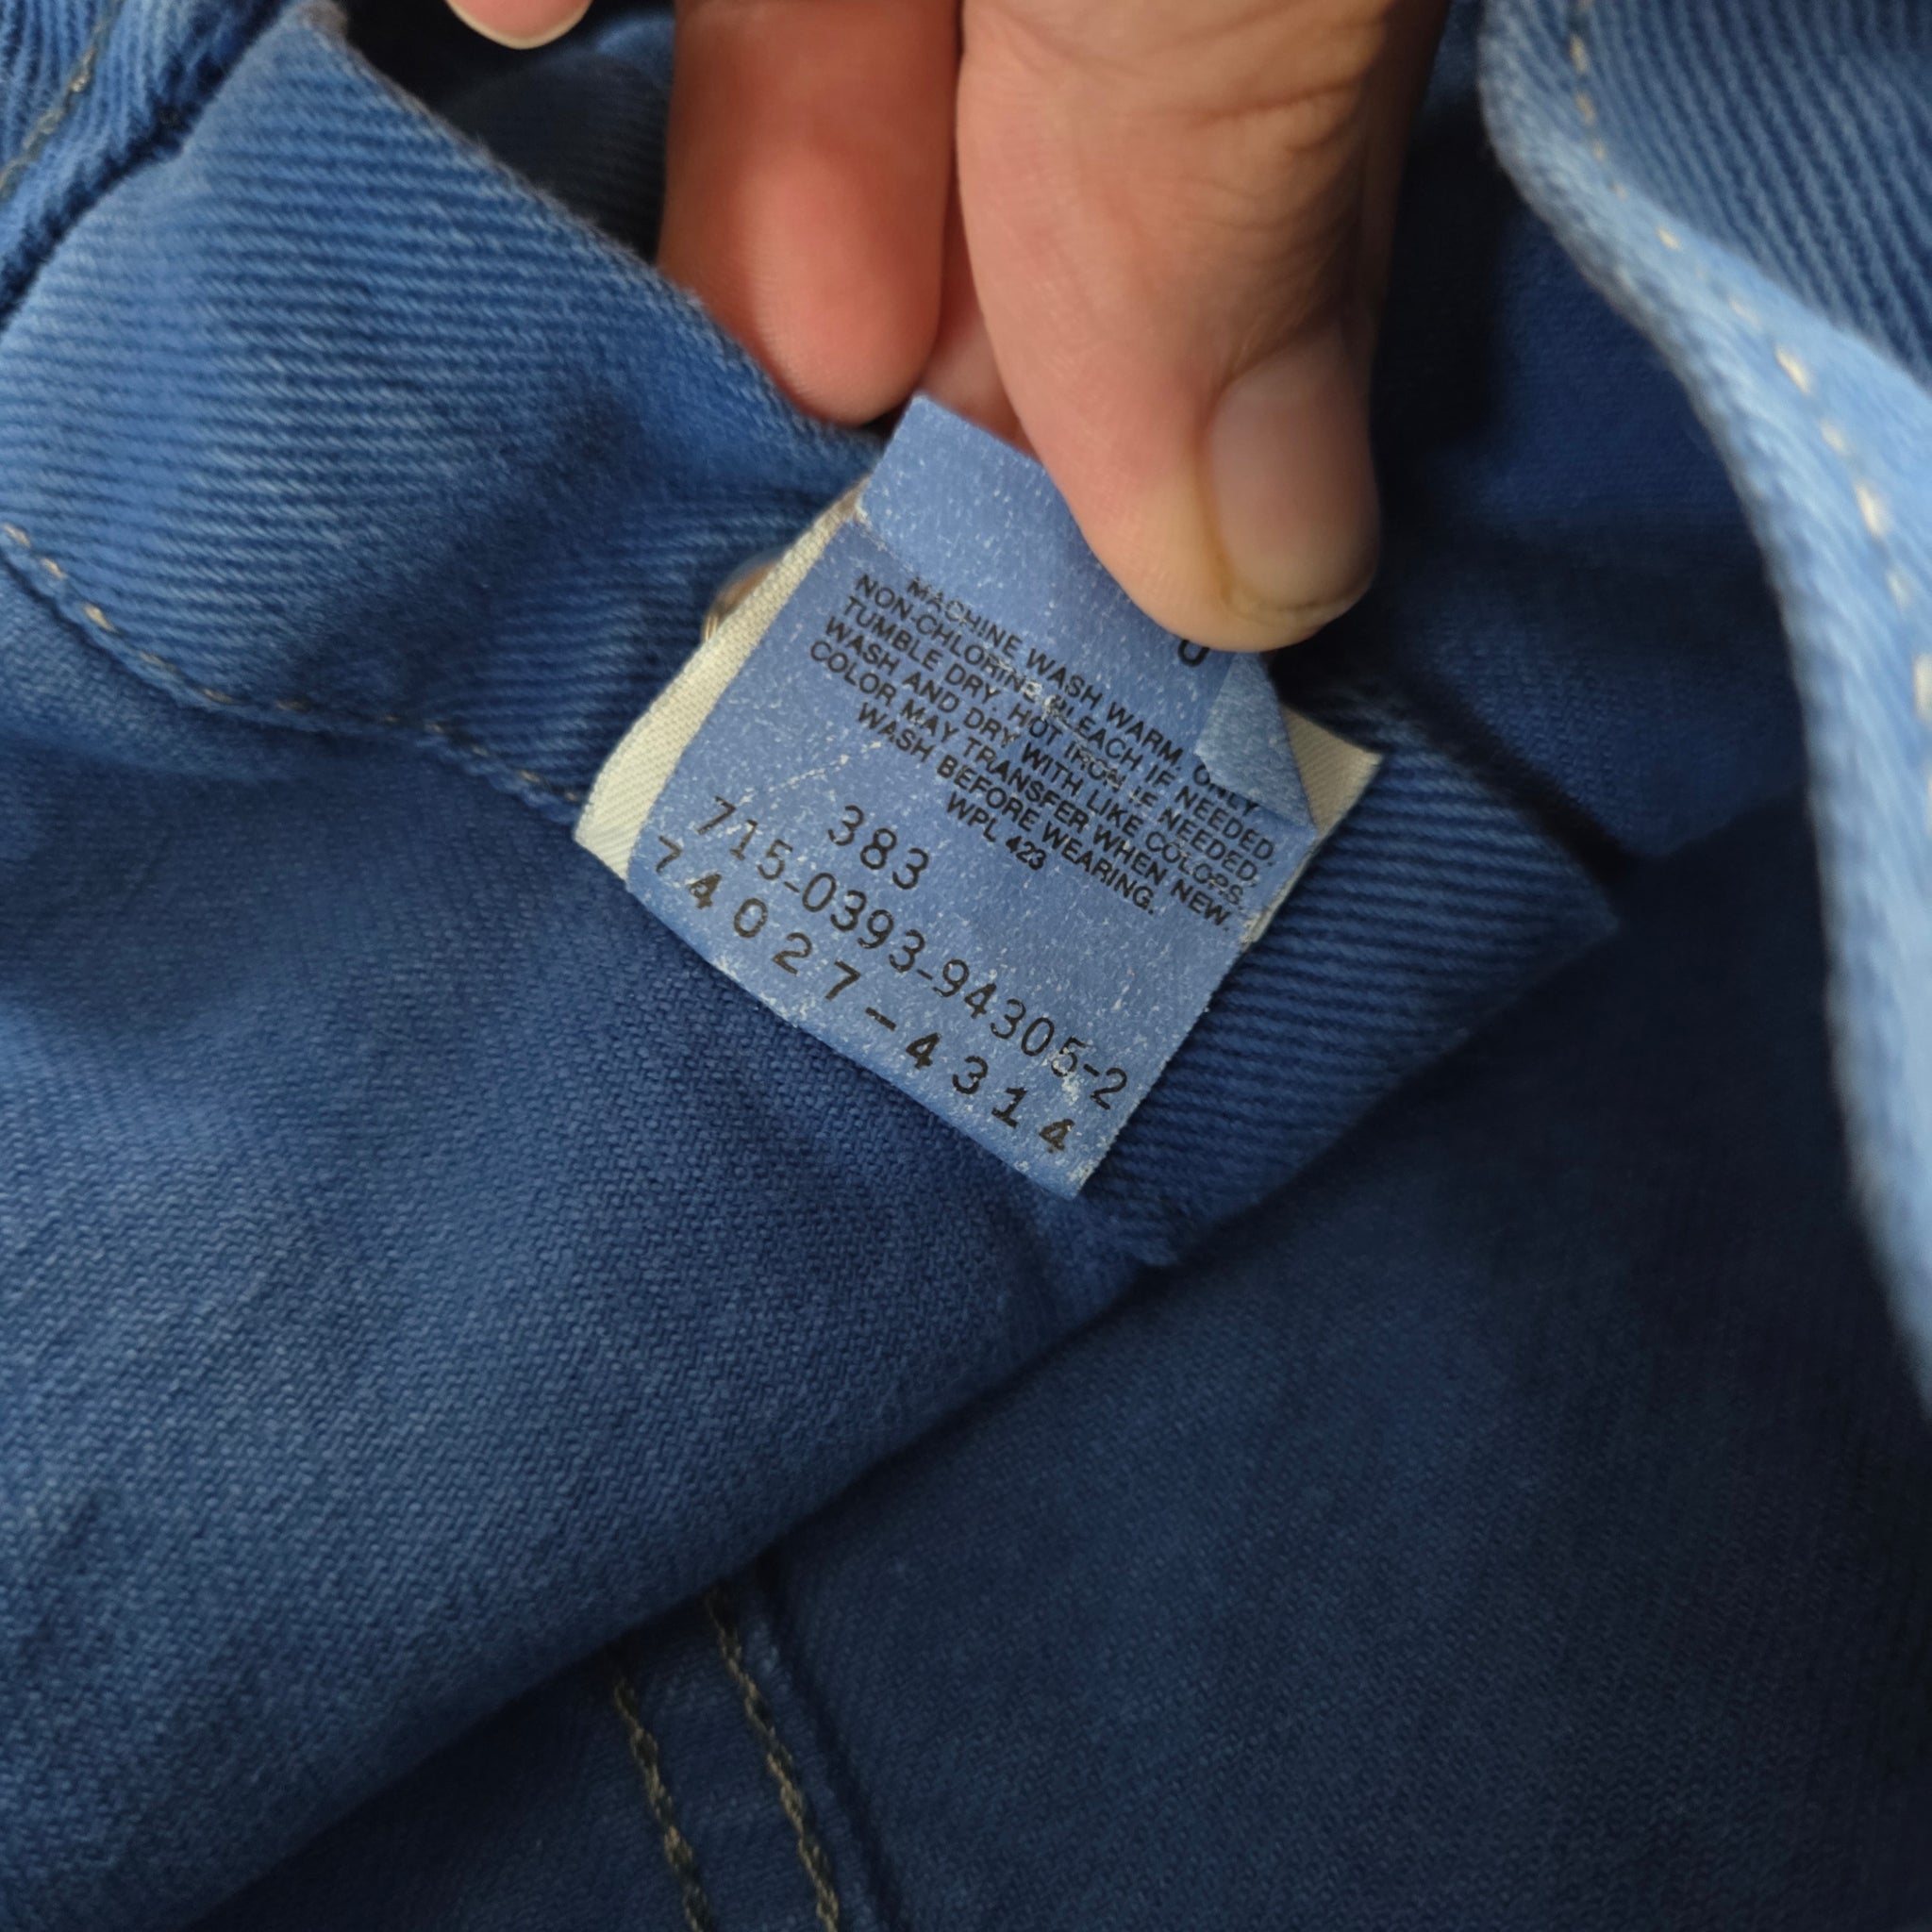 0
MACHINE WASH WARM, ONLY
NON-CHLORINE BLEACH IF NEEDED.
TUMBLE DRY, HOT IRON IF NEEDED.
WASH AND DRY WITH LIKE COLORS.
COLOR MAY TRANSFER WHEN NEW.
WASH BEFORE WEARING.
WPL 423
383
715-0393-94305-2
74027-4314